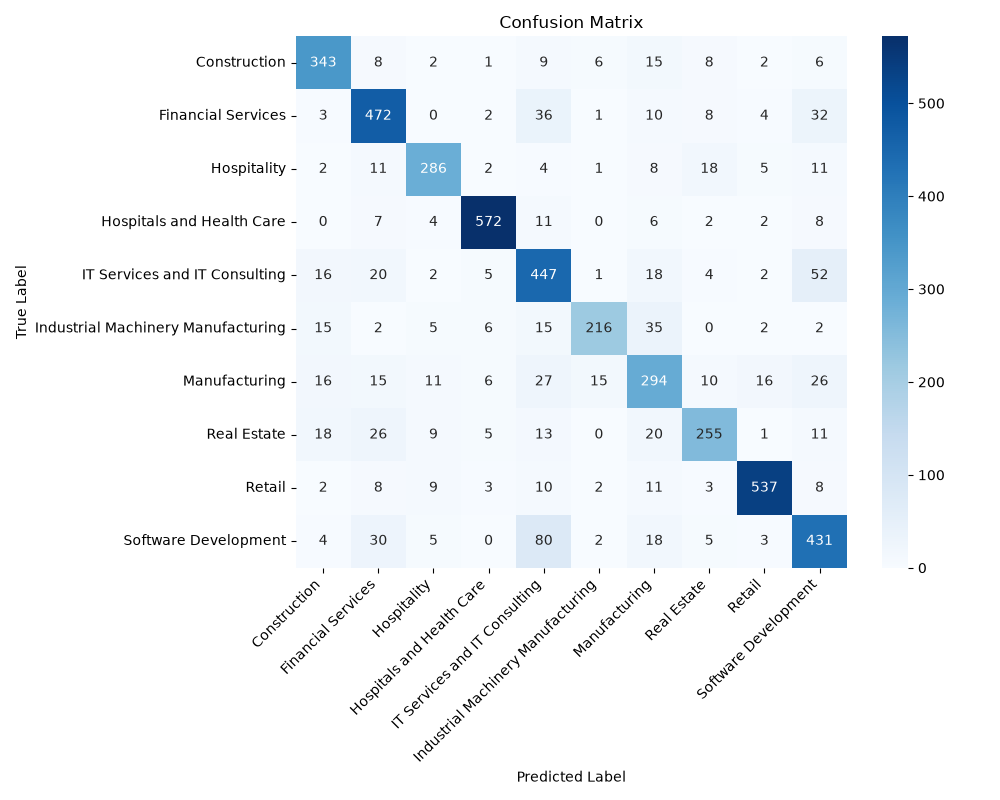 Confusion Matrix
True Label
Construction 343 8 2 1 9 6 15 8 2 6
Financial Services 3 472 0 2 36 1 10 8 4 32
Hospitality 2 11 286 2 4 1 8 18 5 11
Hospitals and Health Care 0 7 4 572 11 0 6 2 2 8
IT Services and IT Consulting 16 20 2 5 447 1 18 4 2 52
Industrial Machinery Manufacturing 15 2 5 6 15 216 35 0 2 2
Manufacturing 16 15 11 6 27 15 294 10 16 26
Real Estate 18 26 9 5 13 0 20 255 1 11
Retail 2 8 9 3 10 2 11 3 537 8
Software Development 4 30 5 0 80 2 18 5 3 431
Construction
Financial Services
Hospitality
Hospitals and Health Care
IT Services and IT Consulting
Industrial Machinery Manufacturing
Manufacturing
Real Estate
Retail
Software Development
Predicted Label
500
400
300
200
100
0